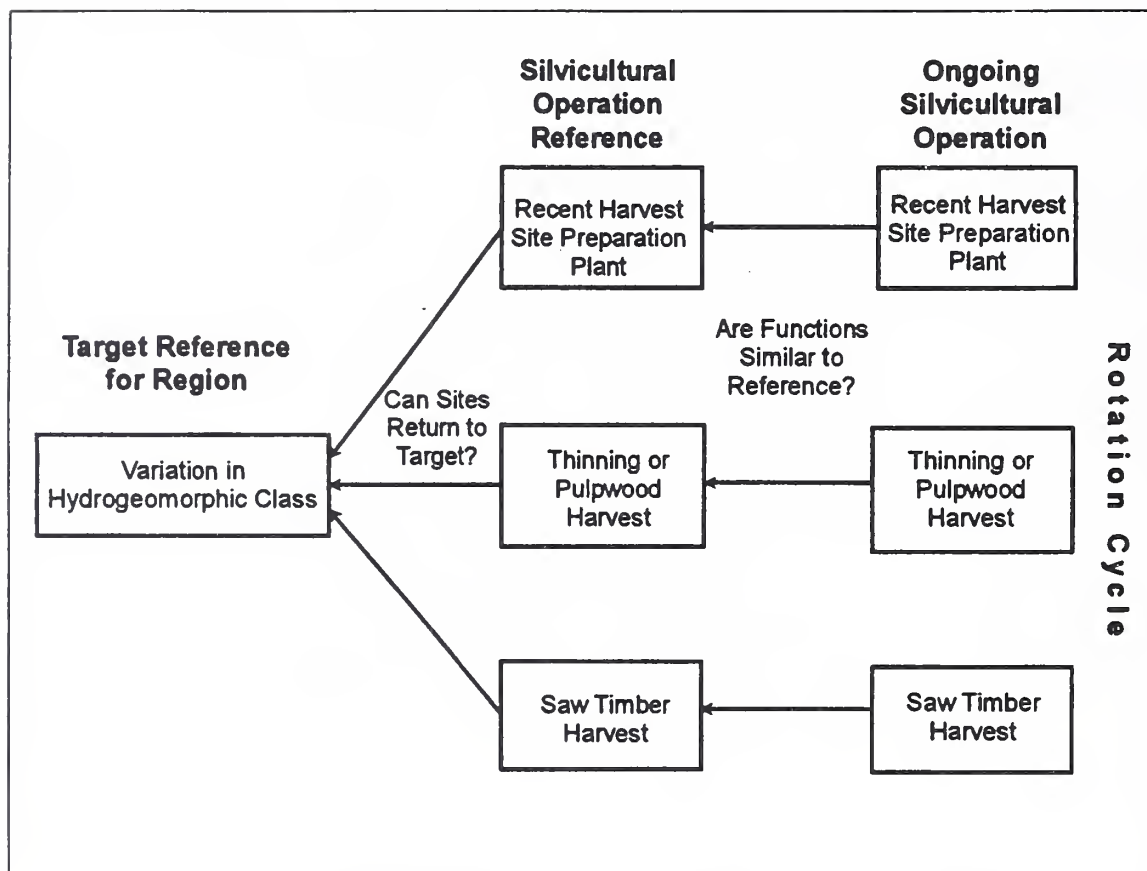 Silvicultural
Operation
Reference
Ongoing
Silvicultural
Operation
Recent Harvest
Site Preparation
Plant
Recent Harvest
Site Preparation
Plant
Target Reference
for Region
Can Sites
Return to
Target?
Are Functions
Similar to
Reference?
Variation in
Hydrogeomorphic Class
Thinning or
Pulpwood
Harvest
Thinning or
Pulpwood
Harvest
Saw Timber
Harvest
Saw Timber
Harvest
Rotation Cycle